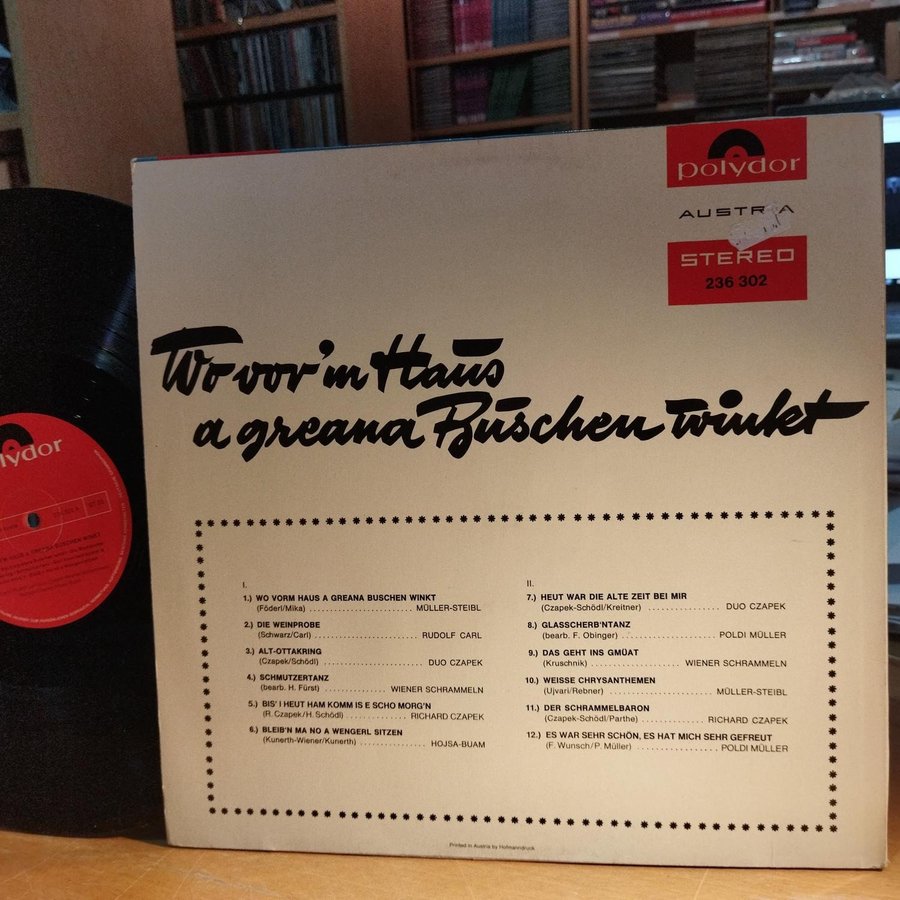 polydor
AUSTRIA
STEREO
236 302
Wo vor'm Haus
a greana Buschen winkt
I.
1.) WO VORM HAUS A GREANA BUSCHEN WINKT
(Föderl/Mika) . . . . . . . . . . . . . . . . . . . . . MÜLLER-STEIBL
2.) DIE WEINPROBE
(Schwarz/Carl) . . . . . . . . . . . . . . . . . . . . . RUDOLF CARL
3.) ALT-OTTAKRING
(Czapek/Schödl) . . . . . . . . . . . . . . . . . . . . . DUO CZAPEK
4.) SCHMUTZERTANZ
(bearb. H. Fürst) . . . . . . . . . . . . . . . WIENER SCHRAMMELN
5.) BIS' I HEUT HAM KOMM IS E SCHO MORG'N
(R. Czapek/H. Schödl) . . . . . . . . . . . . RICHARD CZAPEK
6.) BLEIB'N MA NO A WENGERL SITZEN
(Kunerth-Wiener/Kunerth) . . . . . . . . . . . . . . . HOJSA-BUAM
II.
7.) HEUT WAR DIE ALTE ZEIT BEI MIR
(Czapek-Schödl/Kreitner) . . . . . . . . . . . . . . . . DUO CZAPEK
8.) GLASSCHERB'NTANZ
(bearb. F. Obinger) . . . . . . . . . . . . . . . . . . . . . POLDI MÜLLER
9.) DAS GEHT INS GMÜAT
(Kruschnik) . . . . . . . . . . . . . . . . . . . . . WIENER SCHRAMMELN
10.) WEISSE CHRYSANTHEMEN
(Ujvari/Rebner) . . . . . . . . . . . . . . . . . . . . . MÜLLER-STEIBL
11.) DER SCHRAMMELBARON
(Czapek-Schödl/Parthe) . . . . . . . . . . . . . . . RICHARD CZAPEK
12.) ES WAR SEHR SCHÖN, ES HAT MICH SEHR GEFREUT
(F. Wunsch/P. Müller) . . . . . . . . . . . . . . . . . . POLDI MÜLLER
Printed in Austria by Hofmanndruck
olydor